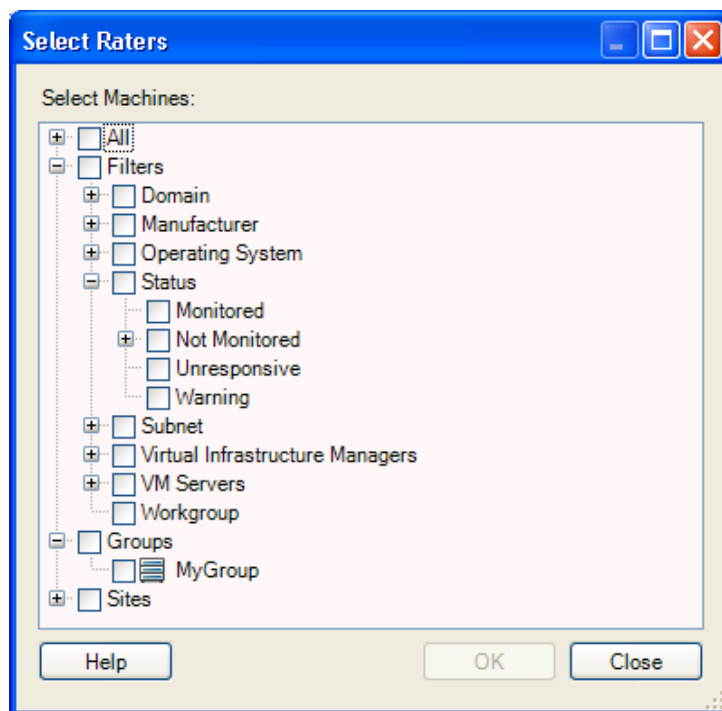 Select Raters
Select Machines:
All
Filters
Domain
Manufacturer
Operating System
Status
Monitored
Not Monitored
Unresponsive
Warning
Subnet
Virtual Infrastructure Managers
VM Servers
Workgroup
Groups
MyGroup
Sites
Help OK Close